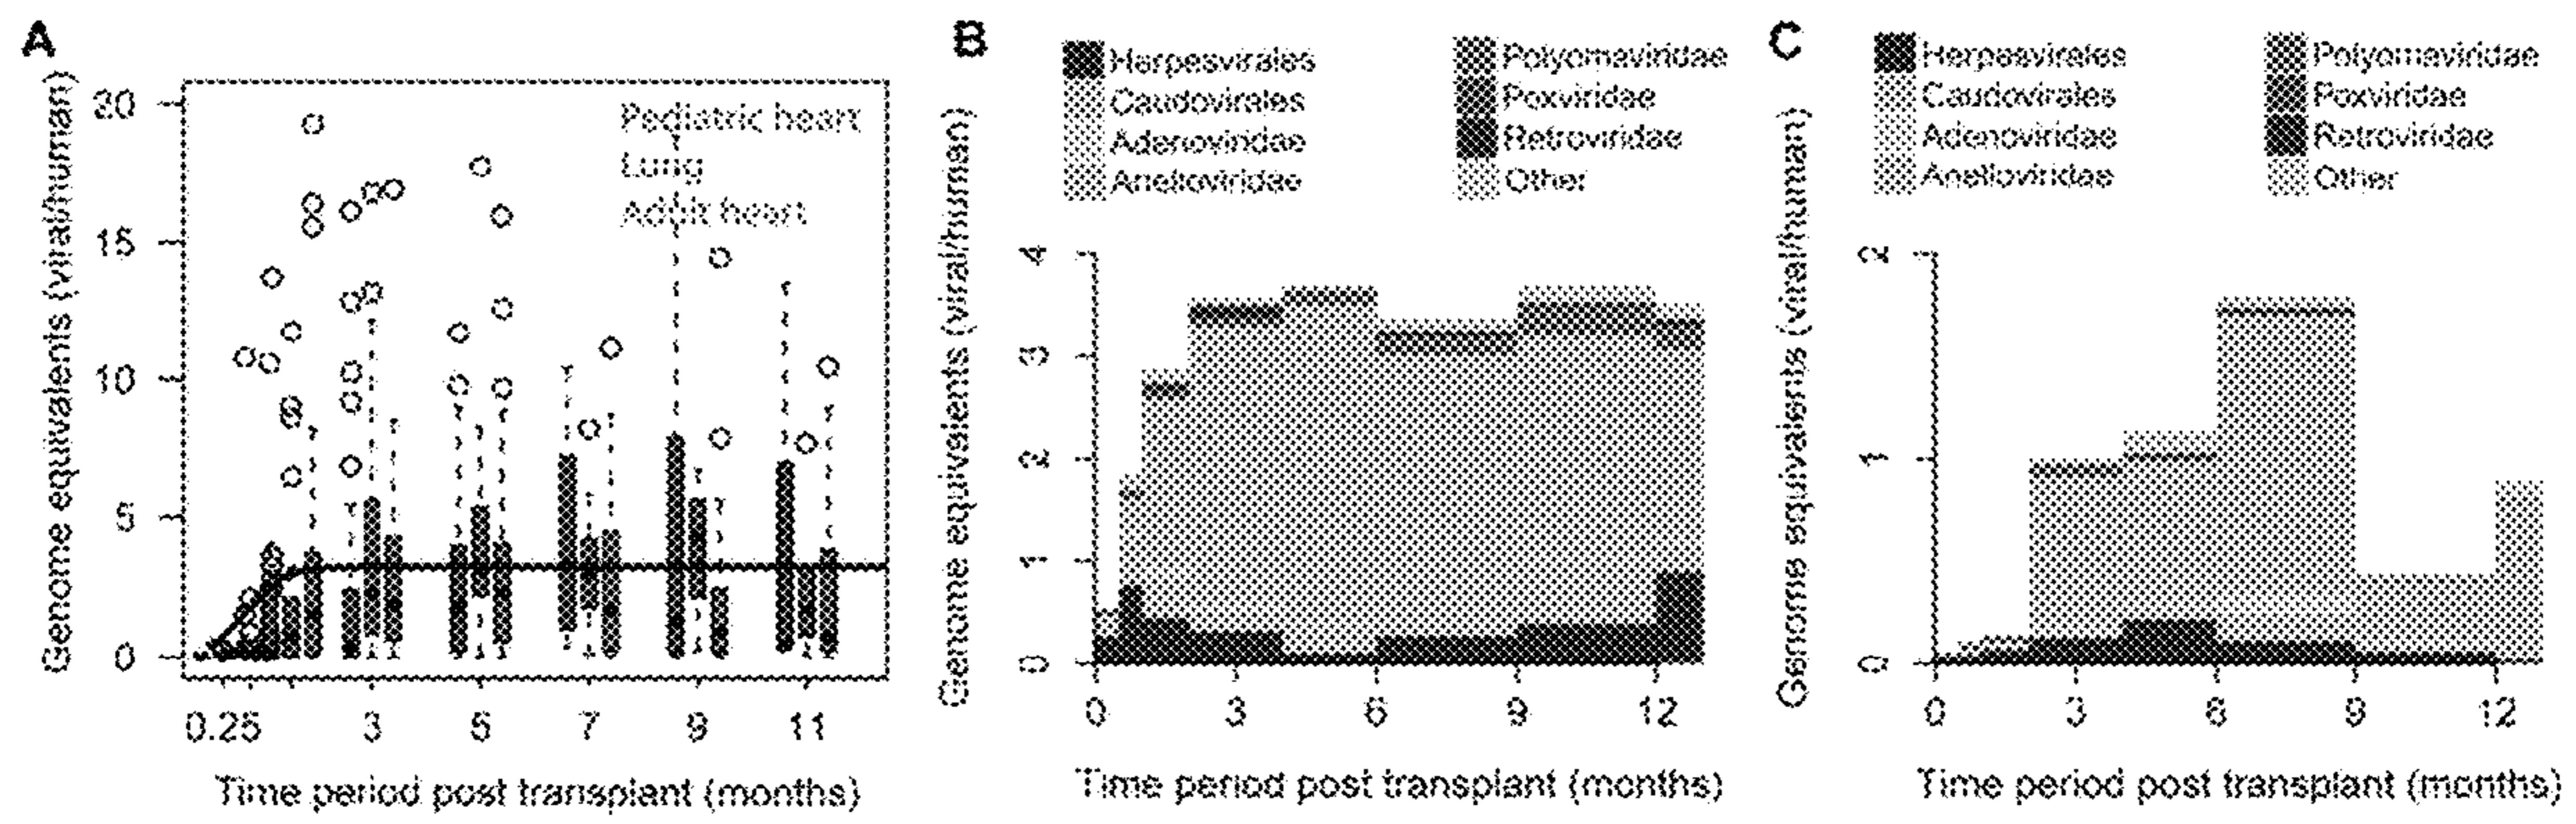 A
Genome equivalents (viral/human)
20
15
10
5
0
Pediatric heart
Lung
Adult heart
0.25 3 5 7 9 11
Time period post transplant (months)
B
Herpesvirales
Caudovirales
Adenoviridae
Anelloviridae
Polyomaviridae
Poxviridae
Retroviridae
Other
Genome equivalents (viral/human)
4
3
2
1
0
0 3 6 9 12
Time period post transplant (months)
C
Herpesvirales
Caudovirales
Adenoviridae
Anelloviridae
Polyomaviridae
Poxviridae
Retroviridae
Other
Genome equivalents (viral/human)
2
1
0
0 3 6 9 12
Time period post transplant (months)